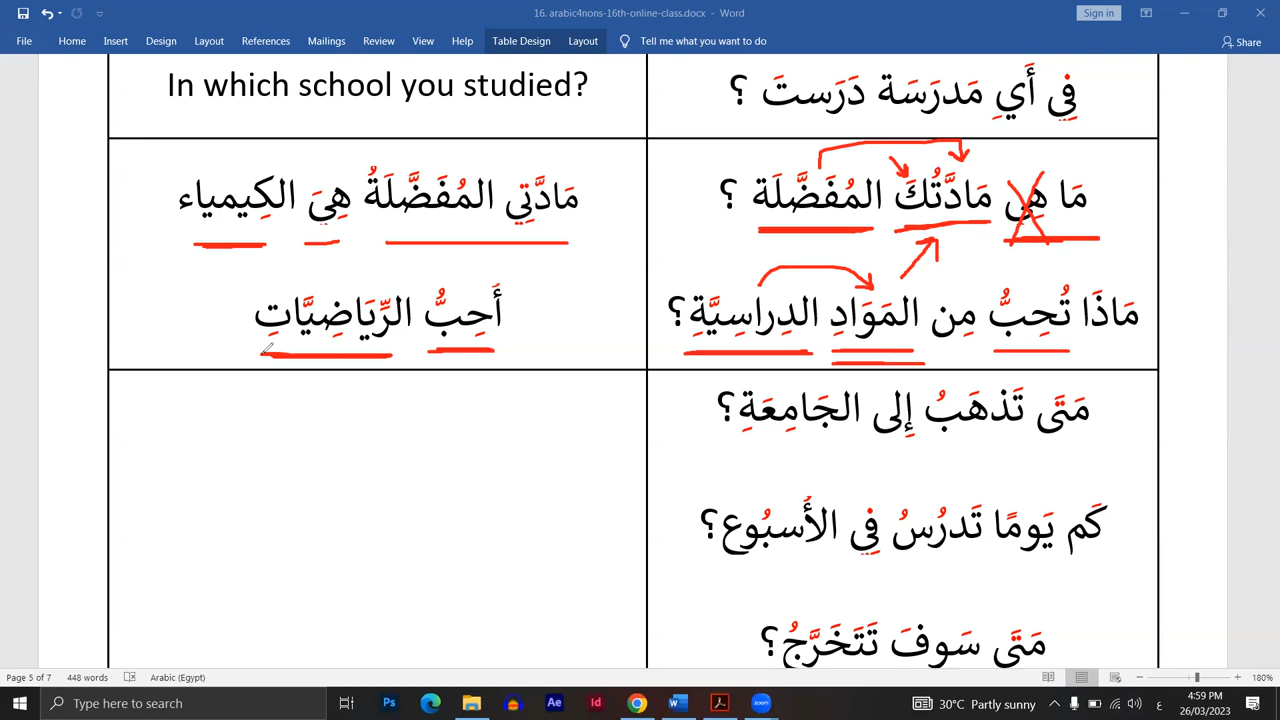 16. arabic4nons-16th-online-class.docx - Word
Sign in
File Home Insert Design Layout References Mailings Review View Help Table Design Layout Tell me what you want to do Share
In which school you studied?
فِي أَيِ مَدرَسَة دَرَستَ ؟
مَا هِيَ مَادَّتُكَ المُفَضَّلَة ؟
مَادَّتِي المُفَضَّلَةُ هِيَ الكِيمياء
مَاذَا تُحِبُّ مِن المَوَادِ الدِراسِيَّةِ؟
أُحِبُّ الرِّيَاضِيَّاتِ
مَتَى تَذهَبُ إِلى الجَامِعَةِ؟
كَم يَومًا تَدرُسُ فِي الأُسبُوع؟
مَتَى سَوفَ تَتَخَرَّجُ؟
Page 5 of 7 448 words Arabic (Egypt) 180%
Type here to search
30°C Partly sunny
ع
4:59 PM
26/03/2023